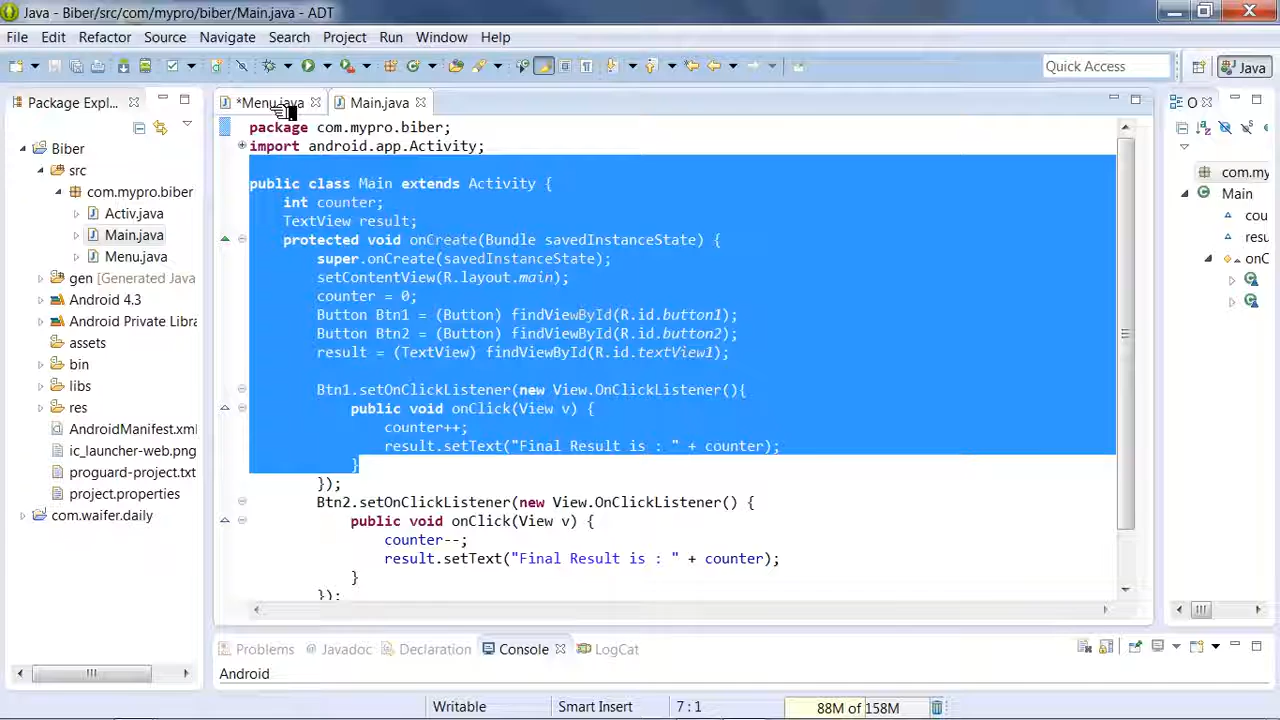 Java - Biber/src/com/mypro/biber/Main.java - ADT
File Edit Refactor Source Navigate Search Project Run Window Help
Quick Access
Java
Package Expl...
*Menu.java
Main.java
O
Biber
src
com.mypro.biber
Activ.java
Main.java
Menu.java
gen [Generated Java
Android 4.3
Android Private Libra
assets
bin
libs
res
AndroidManifest.xml
ic_launcher-web.png
proguard-project.txt
project.properties
com.waifer.daily
package com.mypro.biber;
import android.app.Activity;
public class Main extends Activity {
int counter;
TextView result;
protected void onCreate(Bundle savedInstanceState) {
super.onCreate(savedInstanceState);
setContentView(R.layout.main);
counter = 0;
Button Btn1 = (Button) findViewById(R.id.button1);
Button Btn2 = (Button) findViewById(R.id.button2);
result = (TextView) findViewById(R.id.textView1);
Btn1.setOnClickListener(new View.OnClickListener(){
public void onClick(View v) {
counter++;
result.setText("Final Result is : " + counter);
}
});
Btn2.setOnClickListener(new View.OnClickListener() {
public void onClick(View v) {
counter--;
result.setText("Final Result is : " + counter);
}
});
com.my
Main
cou
resu
onC
Problems
Javadoc
Declaration
Console
LogCat
Android
Writable
Smart Insert
7 : 1
88M of 158M